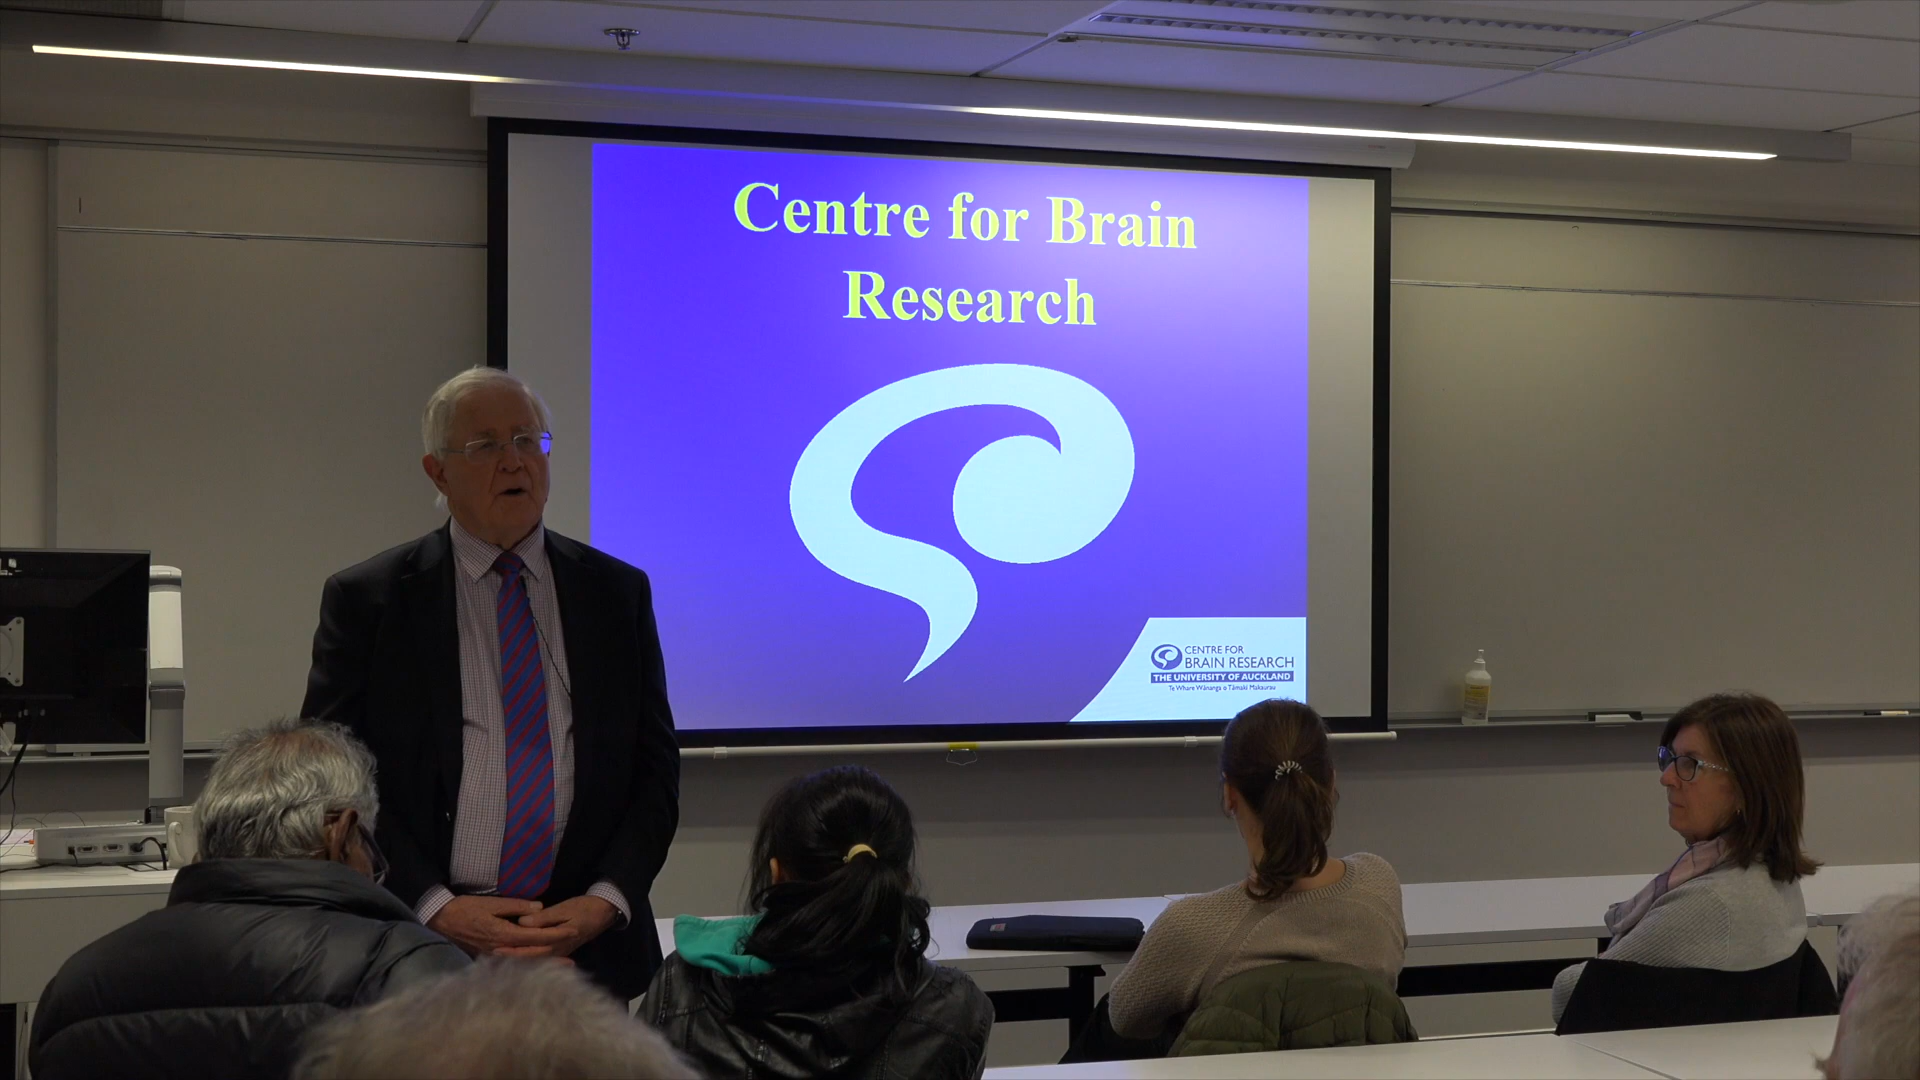 Centre for Brain
Research
CENTRE FOR
BRAIN RESEARCH
THE UNIVERSITY OF AUCKLAND
Te Whare Wānanga o Tāmaki Makaurau